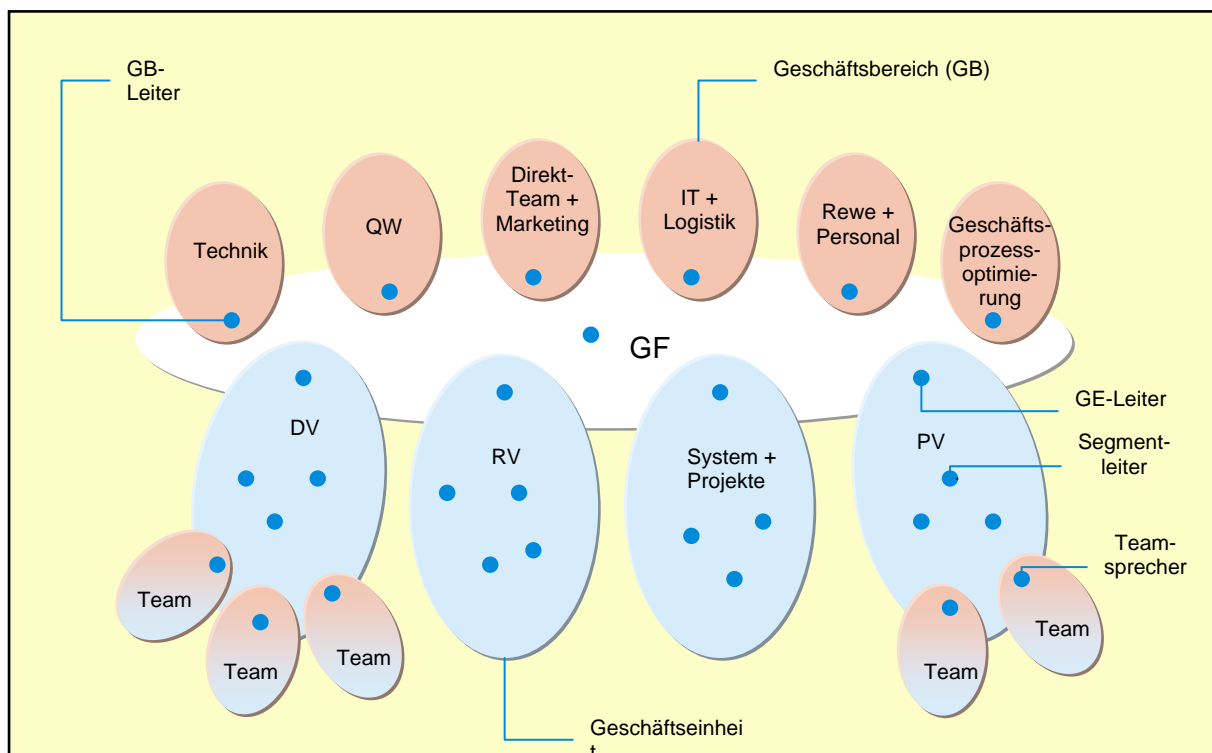 GB-
Leiter
Geschäftsbereich (GB)
Technik
QW
Direkt-
Team +
Marketing
IT +
Logistik
Rewe +
Personal
Geschäfts-
prozess-
optimie-
rung
GF
DV
RV
System +
Projekte
PV
GE-Leiter
Segment-
leiter
Team-
sprecher
Team
Team
Team
Team
Team
Geschäftseinhei
t